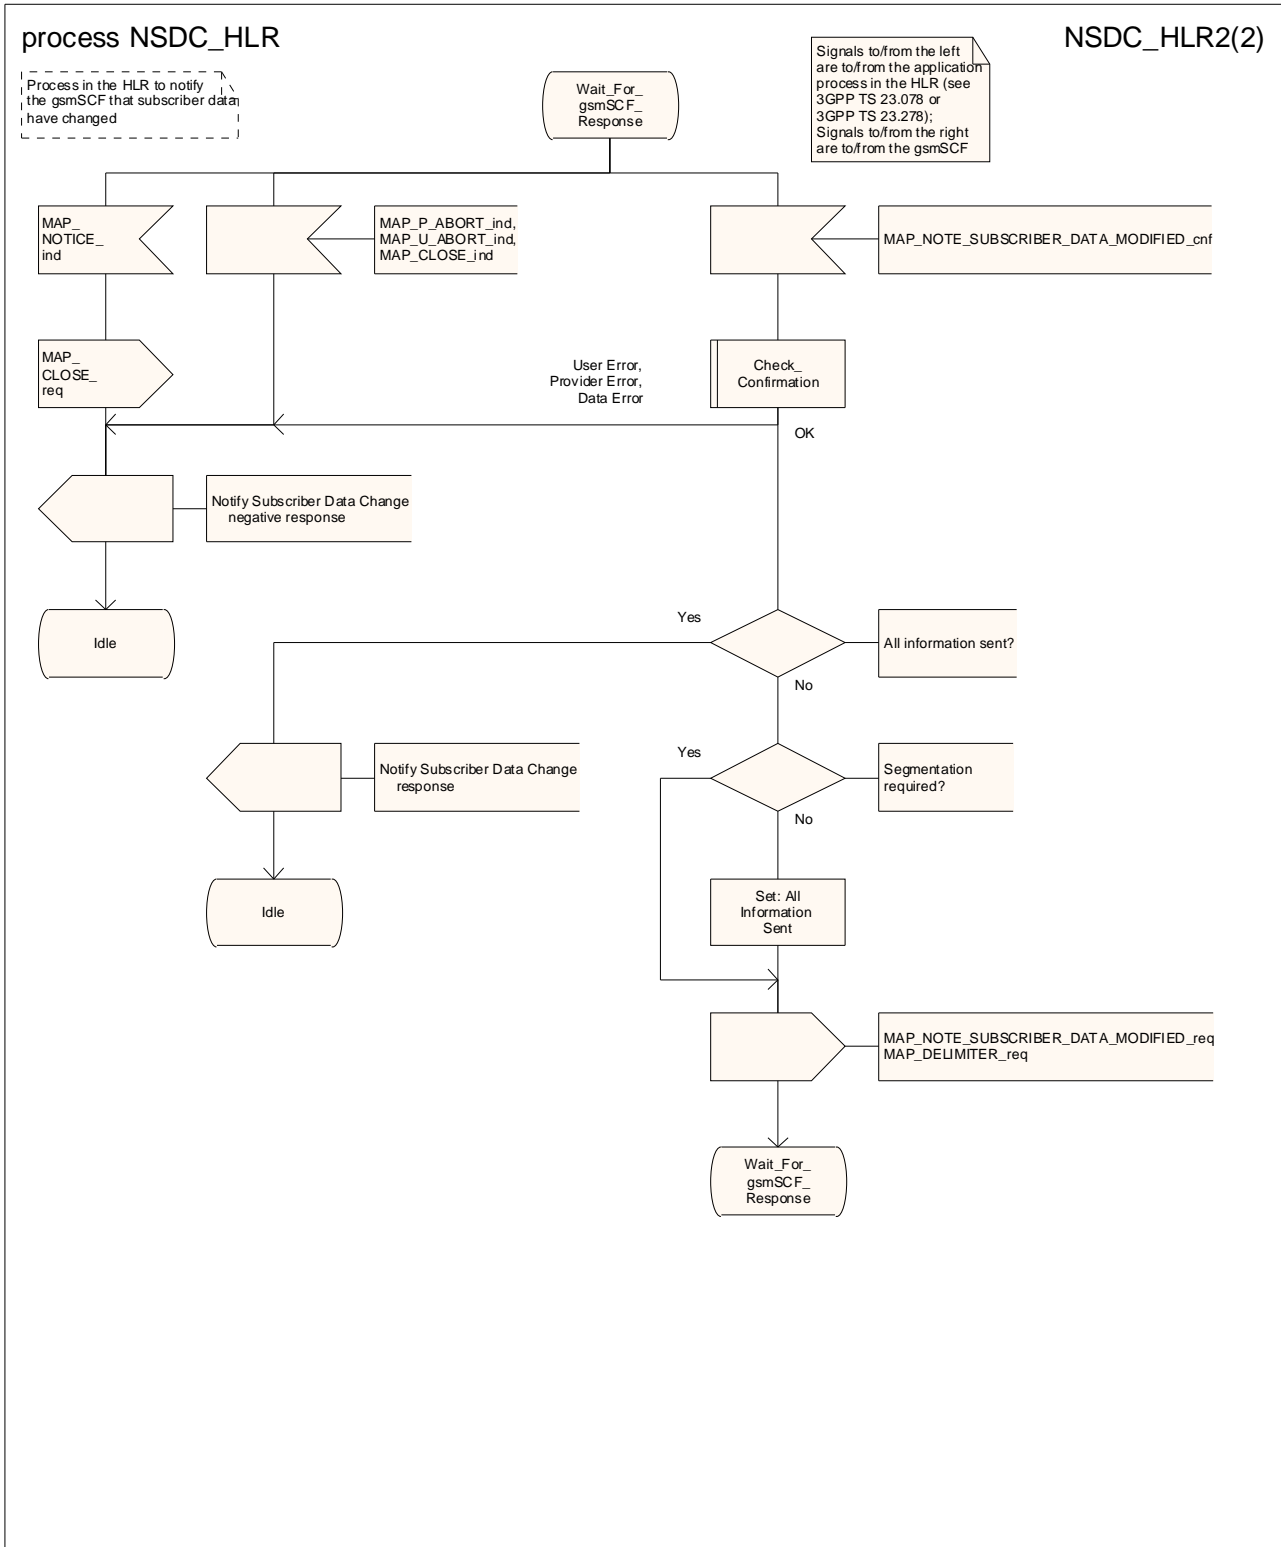 process NSDC_HLR
NSDC_HLR2(2)
Process in the HLR to notify
the gsmSCF that subscriber data
have changed
Wait_For_
gsmSCF_
Response
Signals to/from the left
are to/from the application
process in the HLR (see
3GPP TS 23.078 or
3GPP TS 23.278);
Signals to/from the right
are to/from the gsmSCF
MAP_
NOTICE_
ind
MAP_P_ABORT_ind,
MAP_U_ABORT_ind,
MAP_CLOSE_ind
MAP_NOTE_SUBSCRIBER_DATA_MODIFIED_cnf
MAP_
CLOSE_
req
User Error,
Provider Error,
Data Error
Check_
Confirmation
OK
Notify Subscriber Data Change
negative response
Idle
Yes
All information sent?
No
Notify Subscriber Data Change
response
Yes
Segmentation
required?
No
Idle
Set: All
Information
Sent
MAP_NOTE_SUBSCRIBER_DATA_MODIFIED_req
MAP_DELIMITER_req
Wait_For_
gsmSCF_
Response